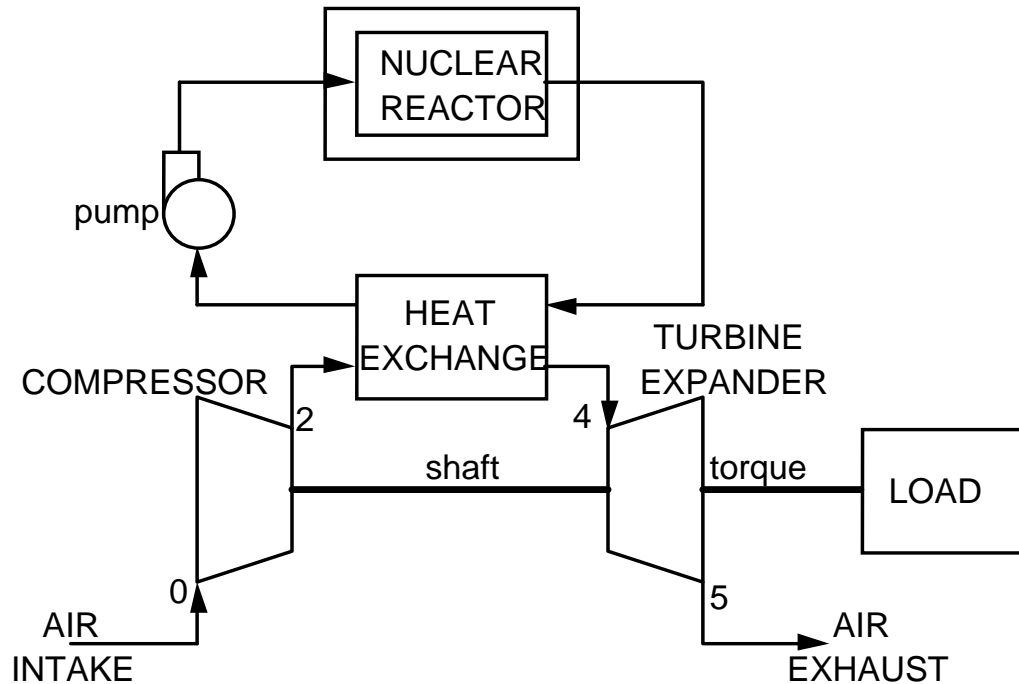 NUCLEAR
REACTOR
pump
HEAT
EXCHANGE
TURBINE
EXPANDER
COMPRESSOR
2
4
shaft
torque
LOAD
0
5
AIR
INTAKE
AIR
EXHAUST